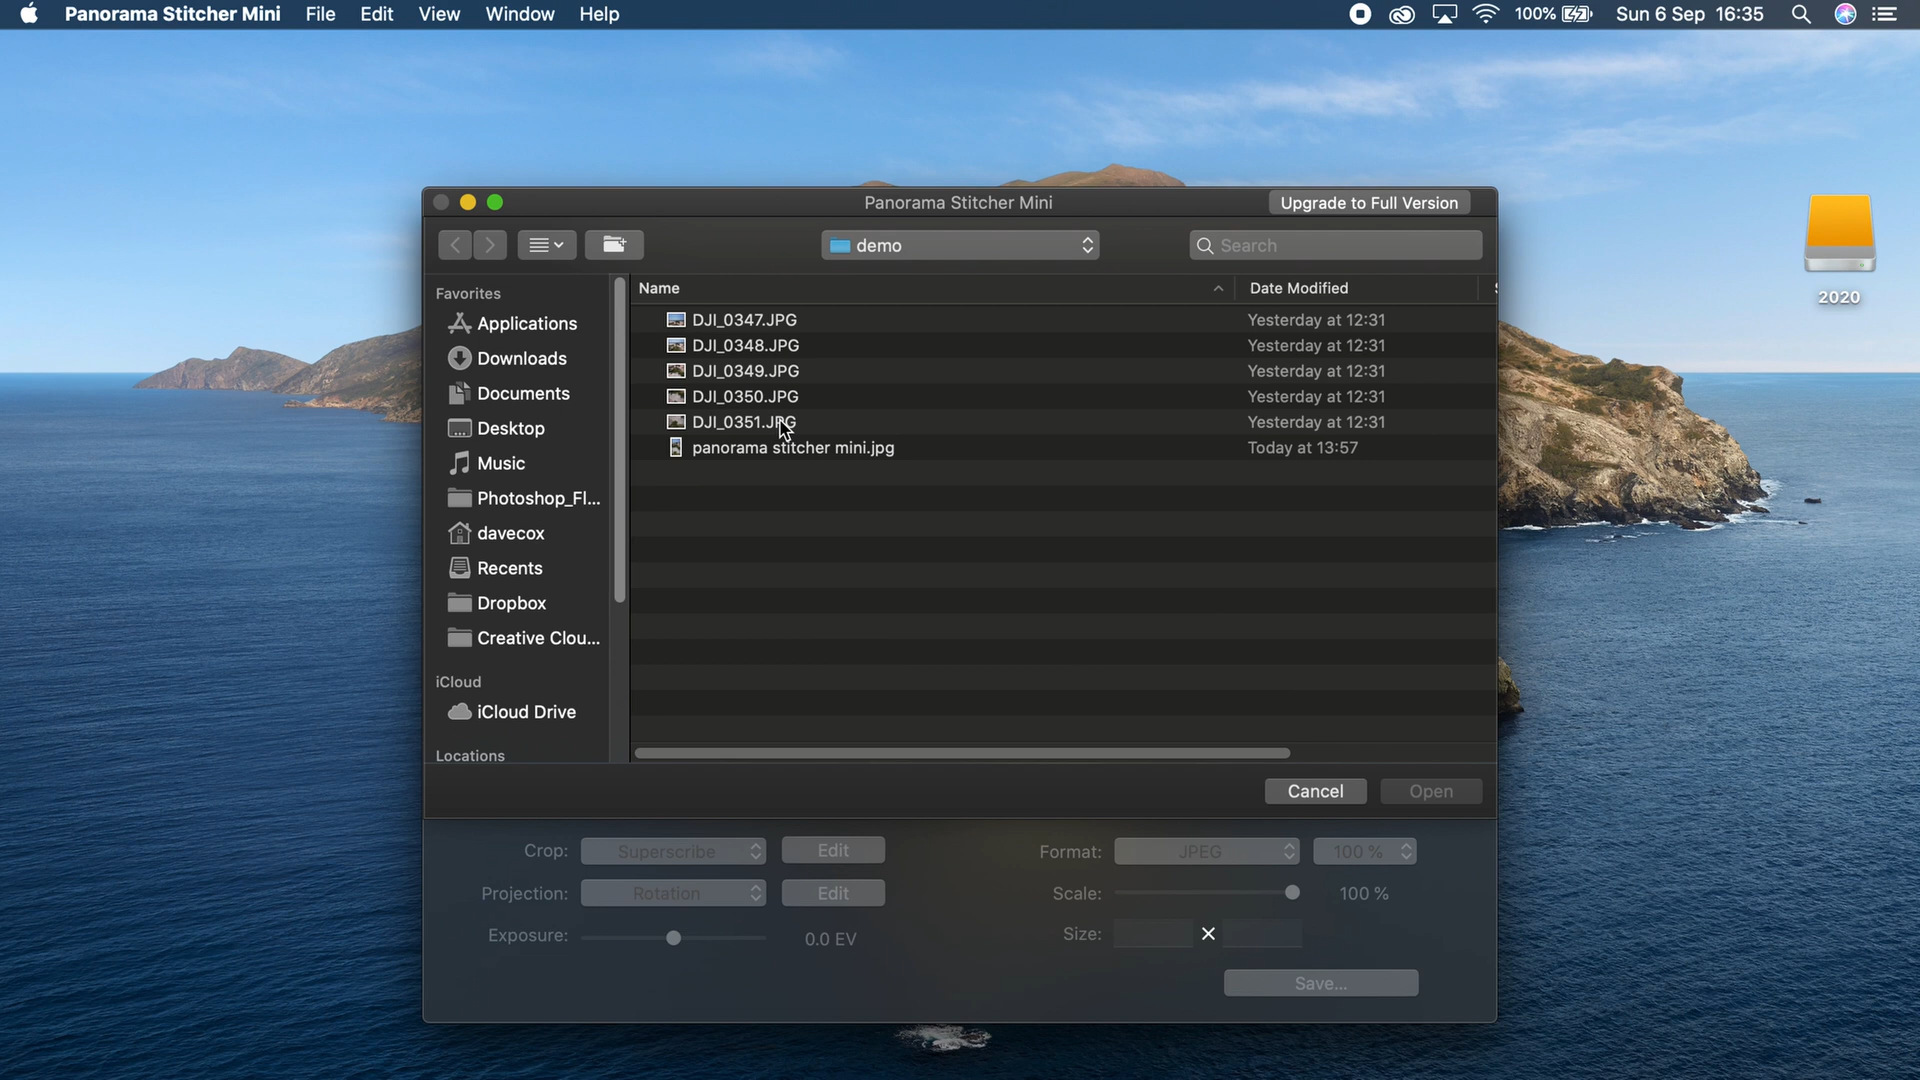 Panorama Stitcher Mini File Edit View Window Help 100% Sun 6 Sep 16:35
Panorama Stitcher Mini Upgrade to Full Version
demo Search
Favorites
Applications
Downloads
Documents
Desktop
Music
Photoshop_Fl...
davecox
Recents
Dropbox
Creative Clou...
iCloud
iCloud Drive
Locations
Name Date Modified
DJI_0347.JPG Yesterday at 12:31
DJI_0348.JPG Yesterday at 12:31
DJI_0349.JPG Yesterday at 12:31
DJI_0350.JPG Yesterday at 12:31
DJI_0351.JPG Yesterday at 12:31
panorama stitcher mini.jpg Today at 13:57
Cancel Open
Crop: Superscribe Edit Format: JPEG 100 %
Projection: Rotation Edit Scale: 100 %
Exposure: 0.0 EV Size:
Save...
2020